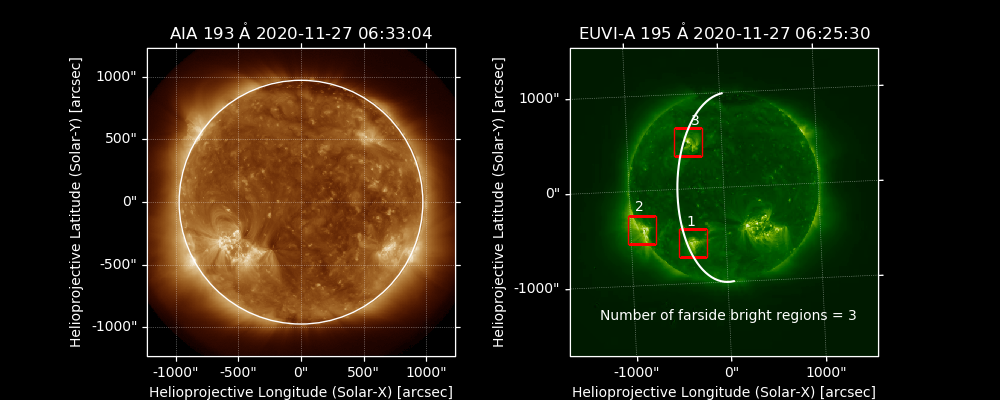 AIA 193 Å 2020-11-27 06:33:04
1000"
500"
0"
-500"
-1000"
-1000"
-500"
0"
500"
1000"
Helioprojective Latitude (Solar-Y) [arcsec]
Helioprojective Longitude (Solar-X) [arcsec]
EUVI-A 195 Å 2020-11-27 06:25:30
1000"
0"
-1000"
-1000"
0"
1000"
Helioprojective Latitude (Solar-Y) [arcsec]
Helioprojective Longitude (Solar-X) [arcsec]
3
2
1
Number of farside bright regions = 3